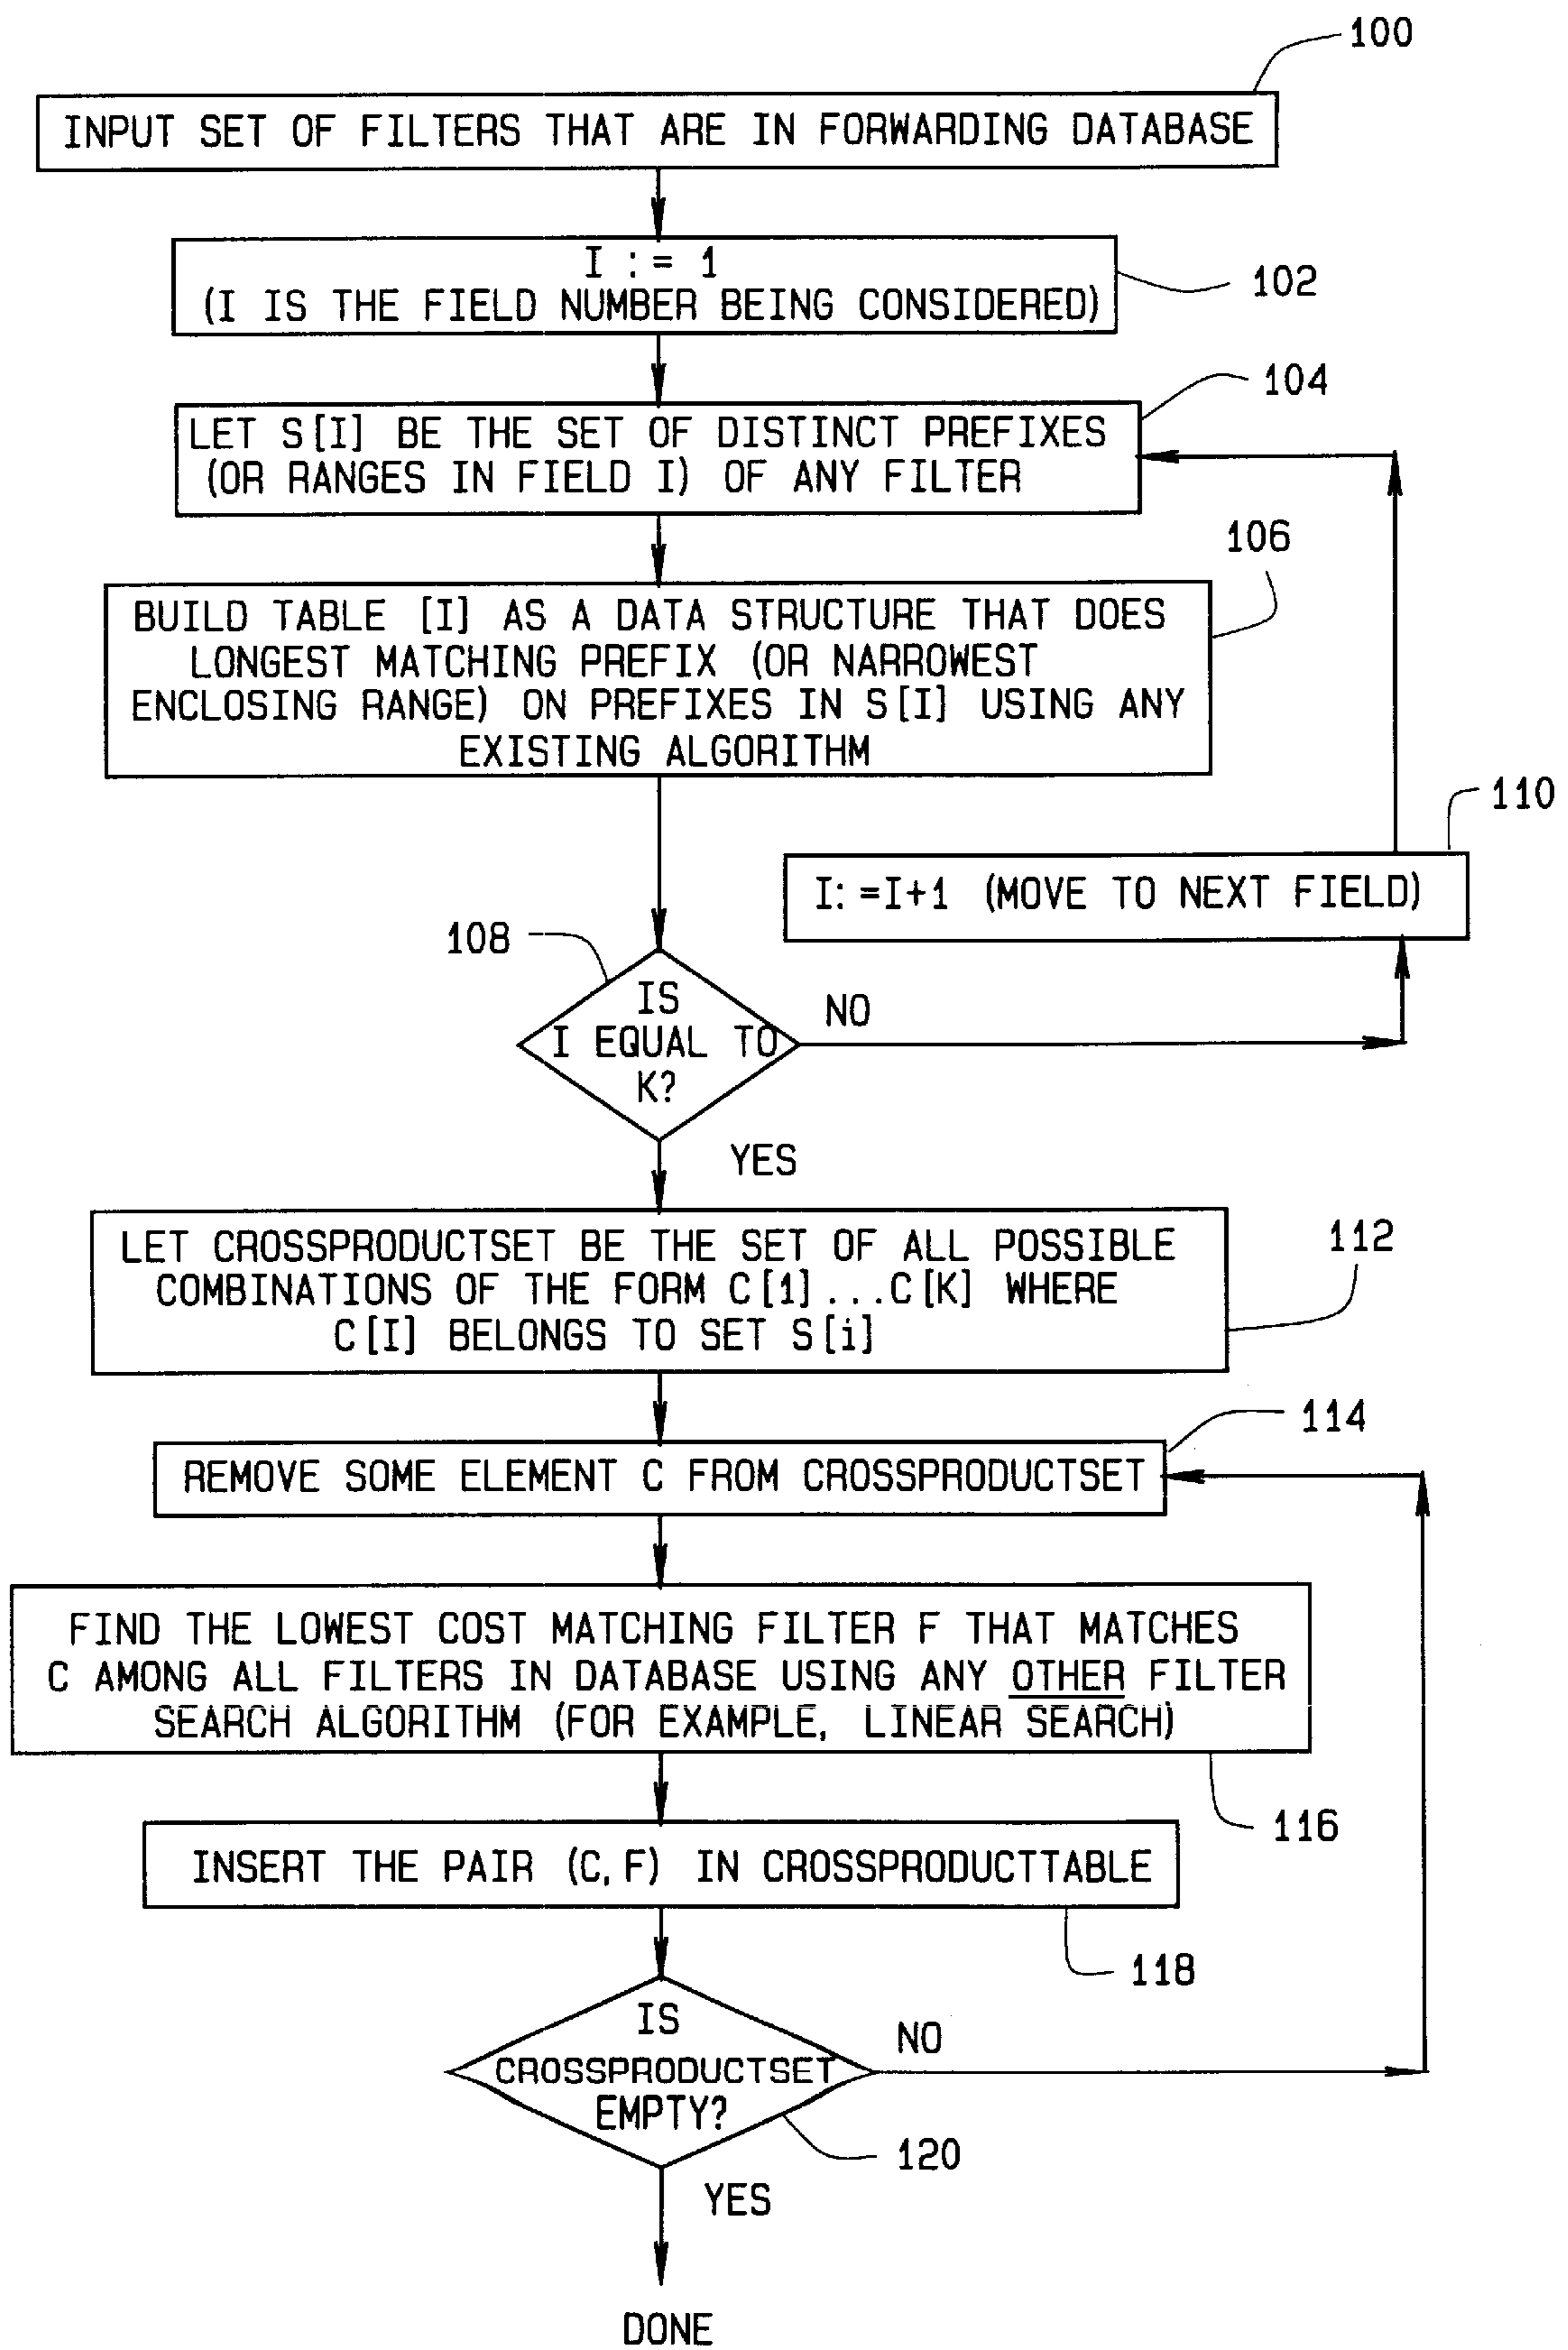 100
INPUT SET OF FILTERS THAT ARE IN FORWARDING DATABASE
I := 1
(I IS THE FIELD NUMBER BEING CONSIDERED)
102
104
LET S[I] BE THE SET OF DISTINCT PREFIXES
(OR RANGES IN FIELD I) OF ANY FILTER
106
BUILD TABLE [I] AS A DATA STRUCTURE THAT DOES
LONGEST MATCHING PREFIX (OR NARROWEST
ENCLOSING RANGE) ON PREFIXES IN S[I] USING ANY
EXISTING ALGORITHM
110
I: =I+1 (MOVE TO NEXT FIELD)
108
IS
I EQUAL TO
K?
NO
YES
LET CROSSPRODUCTSET BE THE SET OF ALL POSSIBLE
COMBINATIONS OF THE FORM C[1]...C[K] WHERE
C[I] BELONGS TO SET S[i]
112
114
REMOVE SOME ELEMENT C FROM CROSSPRODUCTSET
FIND THE LOWEST COST MATCHING FILTER F THAT MATCHES
C AMONG ALL FILTERS IN DATABASE USING ANY OTHER FILTER
SEARCH ALGORITHM (FOR EXAMPLE, LINEAR SEARCH)
116
INSERT THE PAIR (C,F) IN CROSSPRODUCTTABLE
118
IS
CROSSPRODUCTSET
EMPTY?
NO
120
YES
DONE